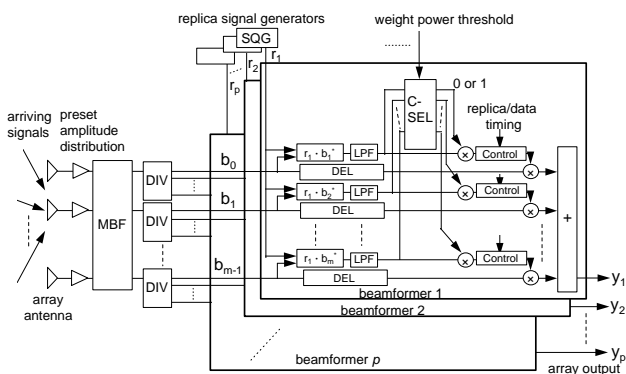 replica signal generators
weight power threshold
SQG
r1
r2
rp
0 or 1
C-
SEL
replica/data
timing
arriving
signals
preset
amplitude
distribution
b0
r1 · b1*
LPF
×
Control
×
DIV
DEL
b1
r1 · b2*
LPF
×
Control
×
MBF
DIV
DEL
+
bm-1
r1 · bm*
LPF
×
Control
×
DIV
DEL
array
antenna
beamformer 1
y1
beamformer 2
y2
beamformer p
yp
array output